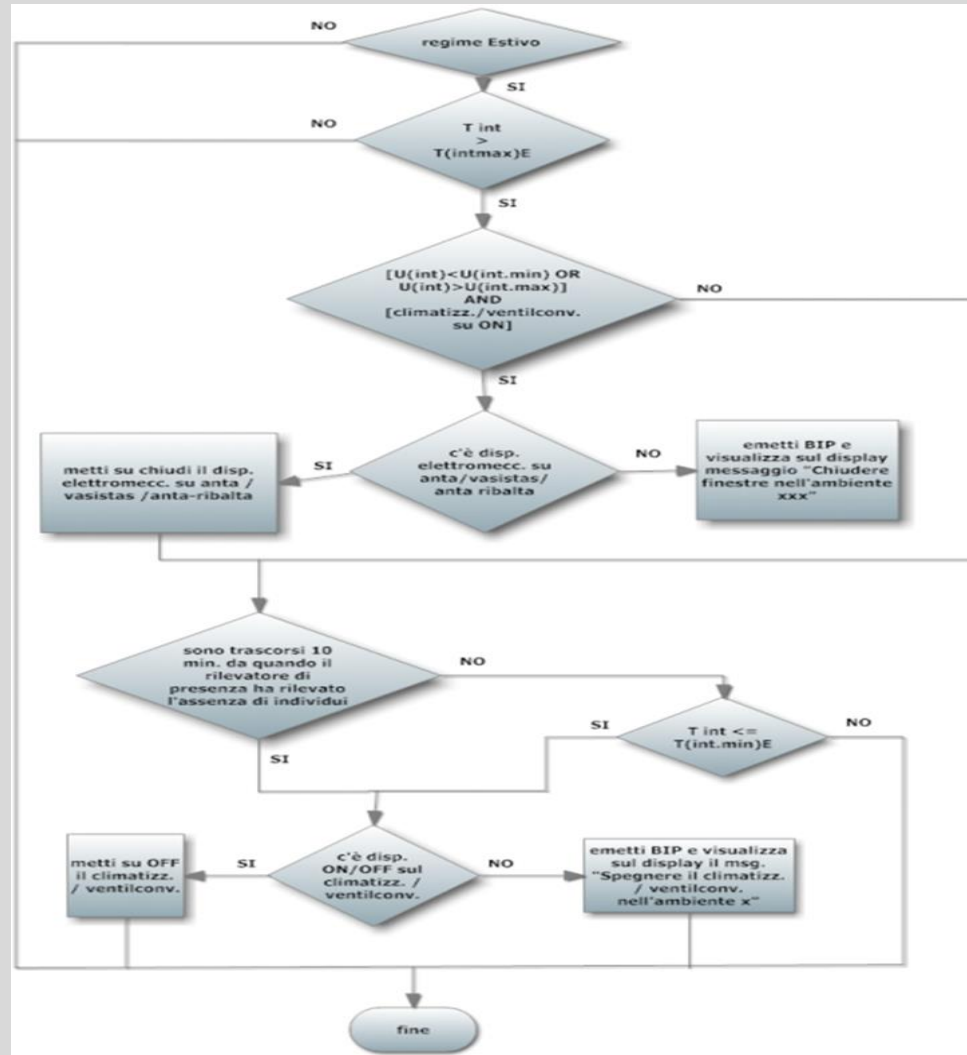 NO
regime Estivo
SI
NO
T int
>
T(intmax)E
SI
[U(int)<U(int.min) OR
U(int)>U(int.max)]
AND
[climatizz./ventilconv.
su ON]
NO
SI
metti su chiudi il disp.
elettromecc. su anta /
vasistas /anta-ribalta
SI
c'è disp.
elettromecc. su
anta/vasistas/
anta ribalta
NO
emetti BIP e
visualizza sul display
messaggio "Chiudere
finestre nell'ambiente
xxx"
sono trascorsi 10
min. da quando il
rilevatore di
presenza ha rilevato
l'assenza di individui
NO
SI
SI
T int <=
T(int.min)E
NO
metti su OFF
il climatizz.
/ ventilconv.
SI
c'è disp.
ON/OFF sul
climatizz. /
ventilconv.
NO
emetti BIP e visualizza
sul display il msg.
"Spegnere il climatizz.
/ ventilconv.
nell'ambiente x"
fine